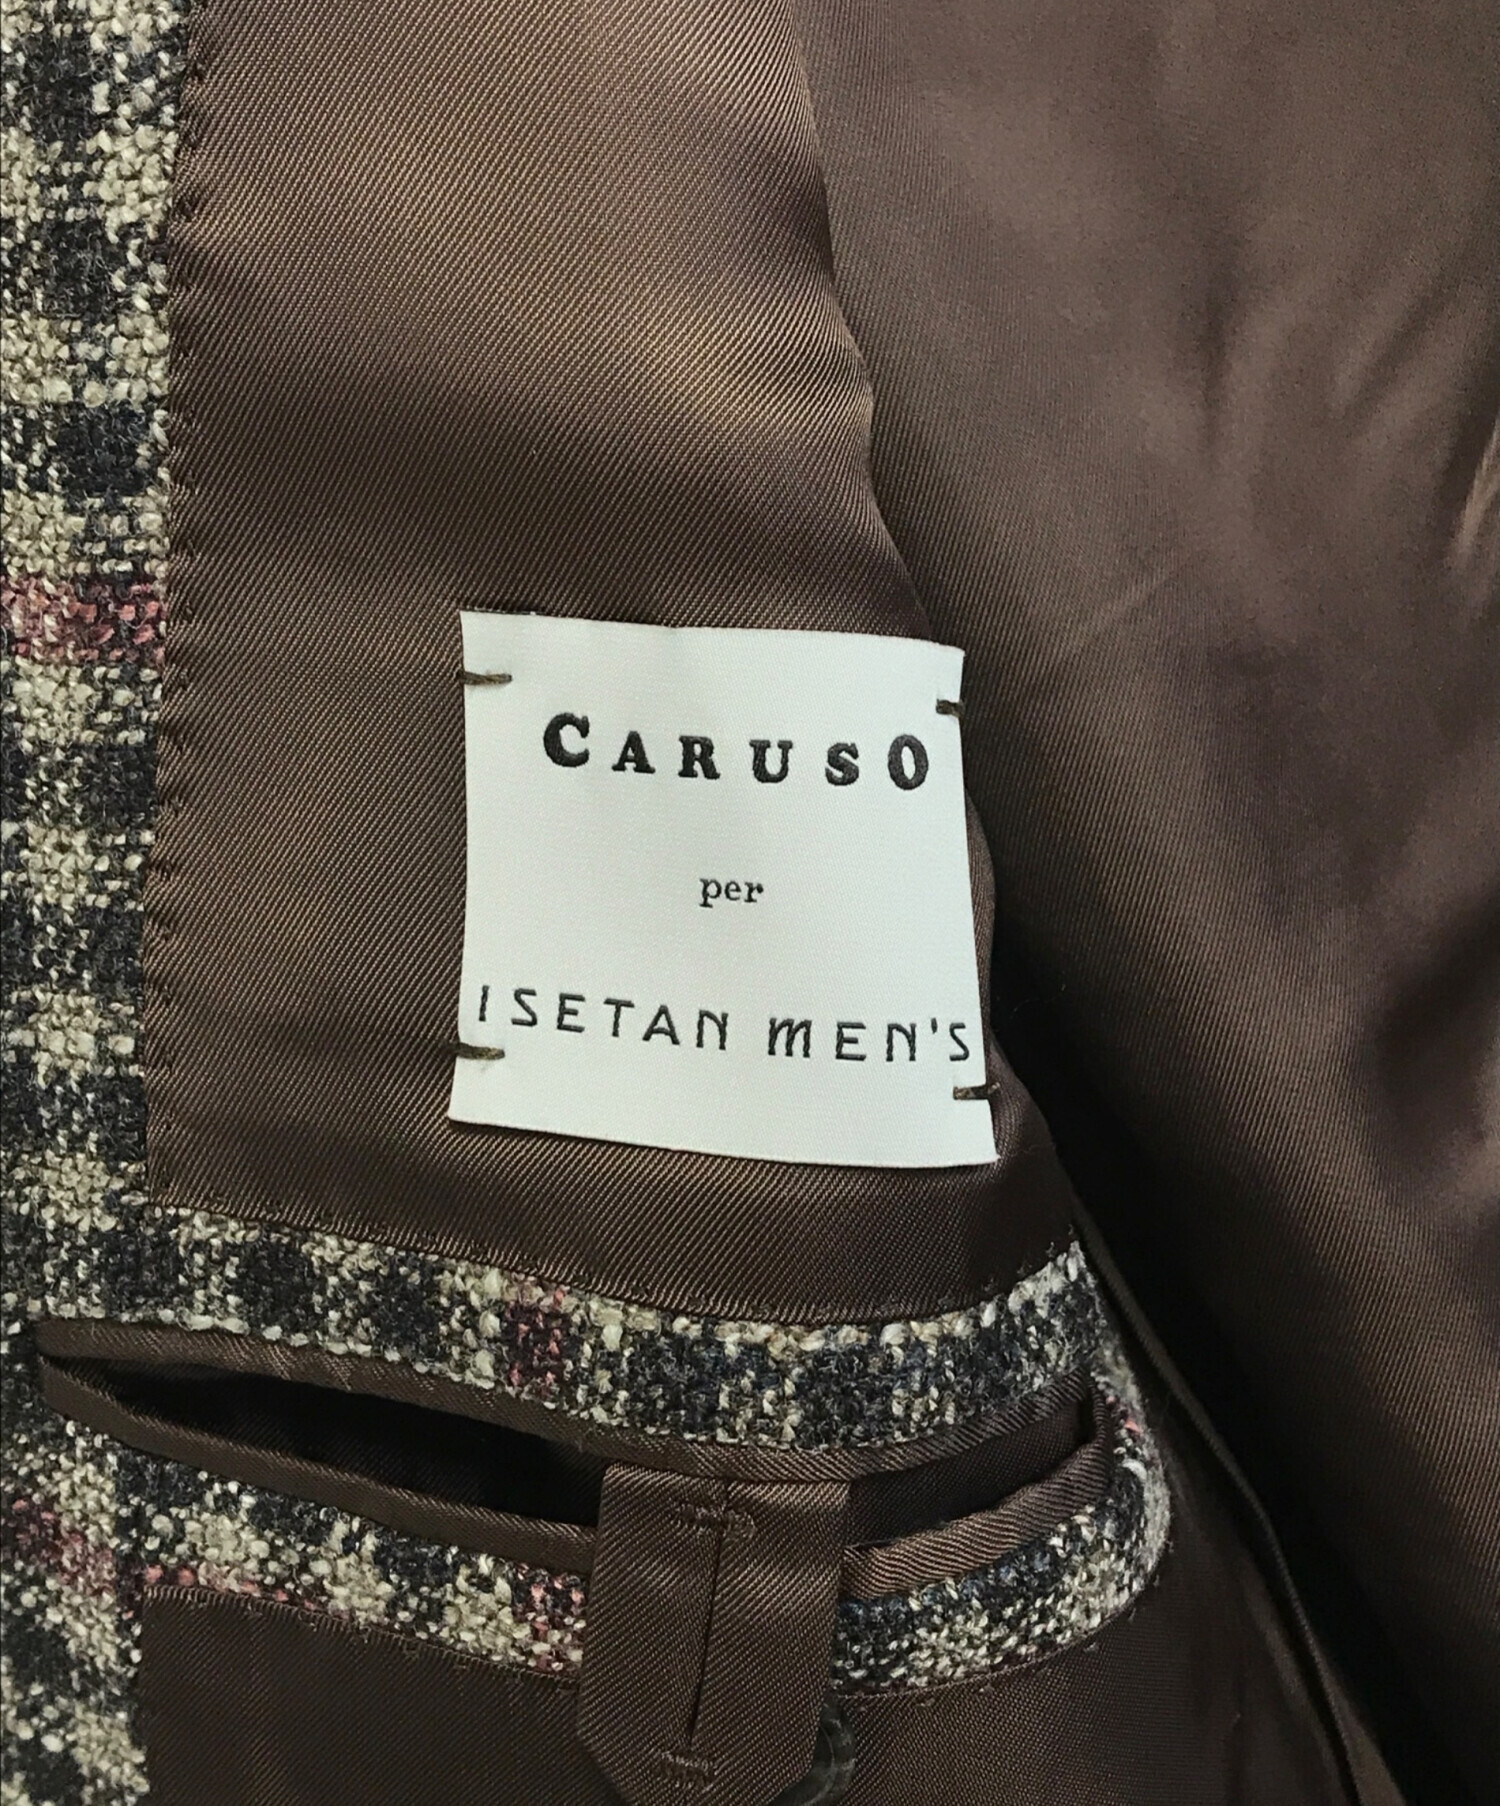 CARUSO
per
ISETAN MEN'S